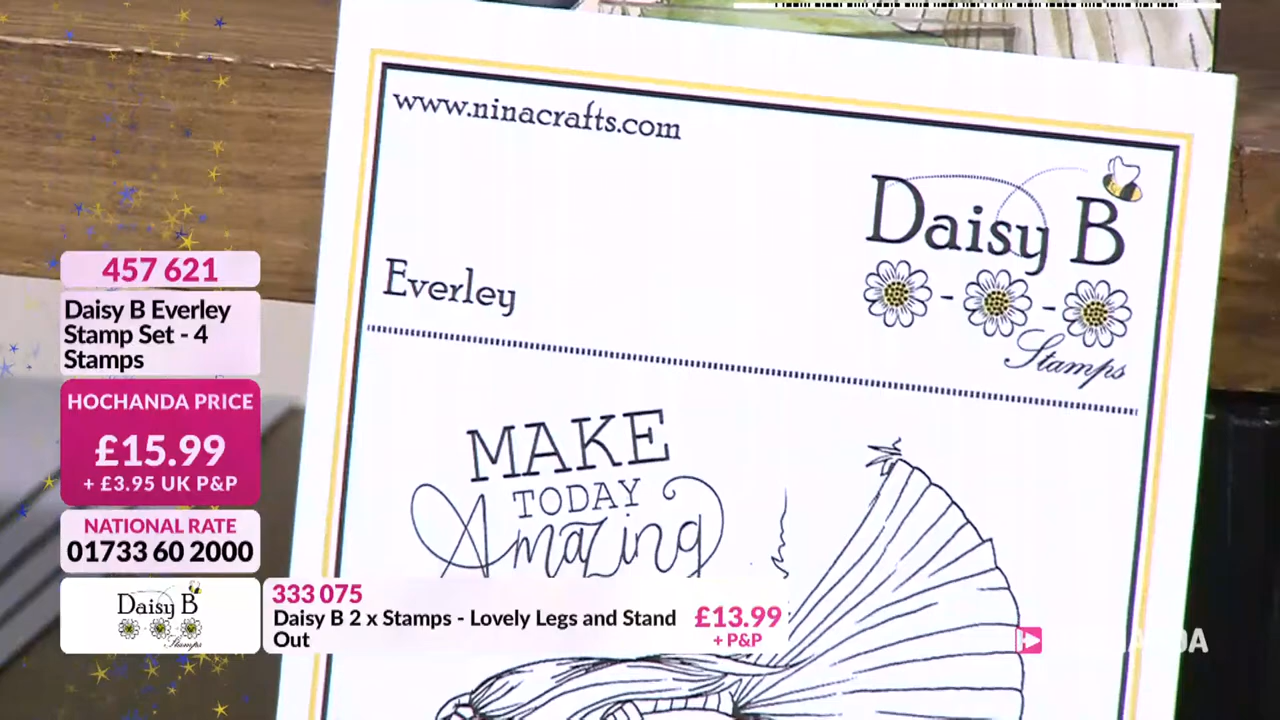 www.ninacrafts.com
Daisy B
Everley
Stamps
MAKE
TODAY
Amazing
457 621
Daisy B Everley
Stamp Set - 4
Stamps
HOCHANDA PRICE
£15.99
+ £3.95 UK P&P
NATIONAL RATE
01733 60 2000
Daisy B
Stamps
333 075
Daisy B 2 x Stamps - Lovely Legs and Stand
Out
£13.99
+ P&P